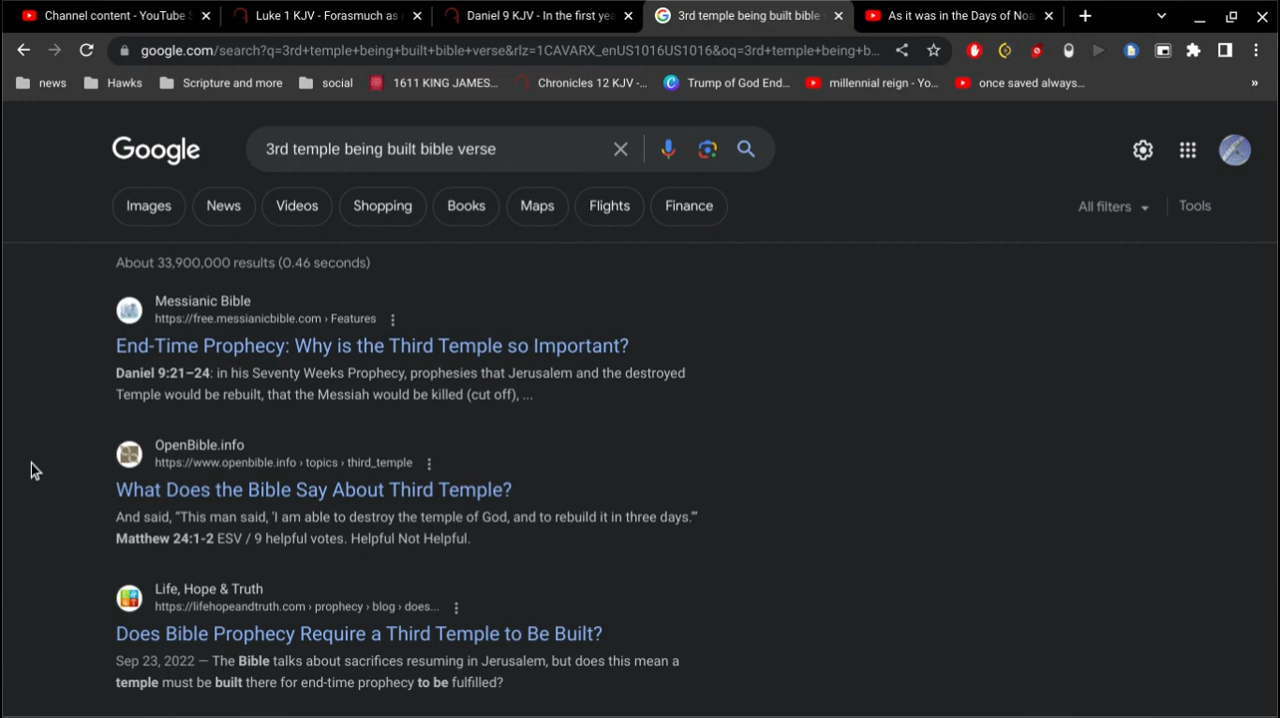 Channel content - YouTube S
Luke 1 KJV - Forasmuch as
Daniel 9 KJV - In the first yea
3rd temple being built bible
As it was in the Days of Noa
google.com/search?q=3rd+temple+being+built+bible+verse&rlz=1CAVARX_enUS1016US1016&oq=3rd+temple+being+b...
news
Hawks
Scripture and more
social
1611 KING JAMES...
Chronicles 12 KJV -...
Trump of God End...
millennial reign - Yo...
once saved always...
»
Google
3rd temple being built bible verse
Images
News
Videos
Shopping
Books
Maps
Flights
Finance
All filters
Tools
About 33,900,000 results (0.46 seconds)
Messianic Bible
https://free.messianicbible.com › Features
End-Time Prophecy: Why is the Third Temple so Important?
Daniel 9:21–24: in his Seventy Weeks Prophecy, prophesies that Jerusalem and the destroyed
Temple would be rebuilt, that the Messiah would be killed (cut off), ...
OpenBible.info
https://www.openbible.info › topics › third_temple
What Does the Bible Say About Third Temple?
And said, “This man said, ‘I am able to destroy the temple of God, and to rebuild it in three days.’”
Matthew 24:1-2 ESV / 9 helpful votes. Helpful Not Helpful.
Life, Hope & Truth
https://lifehopeandtruth.com › prophecy › blog › does...
Does Bible Prophecy Require a Third Temple to Be Built?
Sep 23, 2022 — The Bible talks about sacrifices resuming in Jerusalem, but does this mean a
temple must be built there for end-time prophecy to be fulfilled?